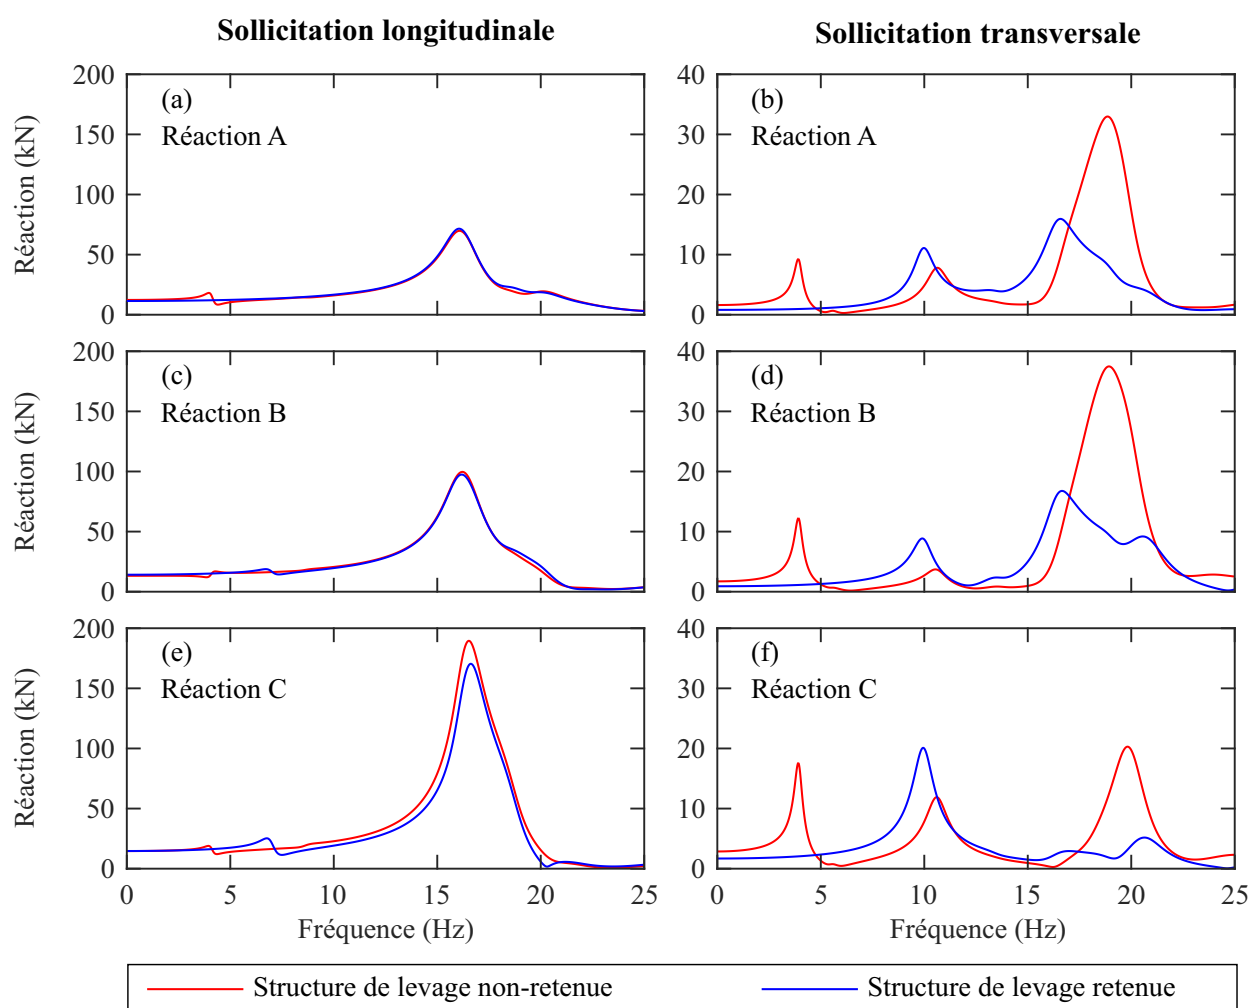 Sollicitation longitudinale
Sollicitation transversale
200
150
100
50
0
Réaction (kN)
(a)
Réaction A
40
30
20
10
0
(b)
Réaction A
200
150
100
50
0
Réaction (kN)
(c)
Réaction B
40
30
20
10
0
(d)
Réaction B
200
150
100
50
0
Réaction (kN)
(e)
Réaction C
0 5 10 15 20 25
Fréquence (Hz)
40
30
20
10
0
(f)
Réaction C
0 5 10 15 20 25
Fréquence (Hz)
Structure de levage non-retenue
Structure de levage retenue